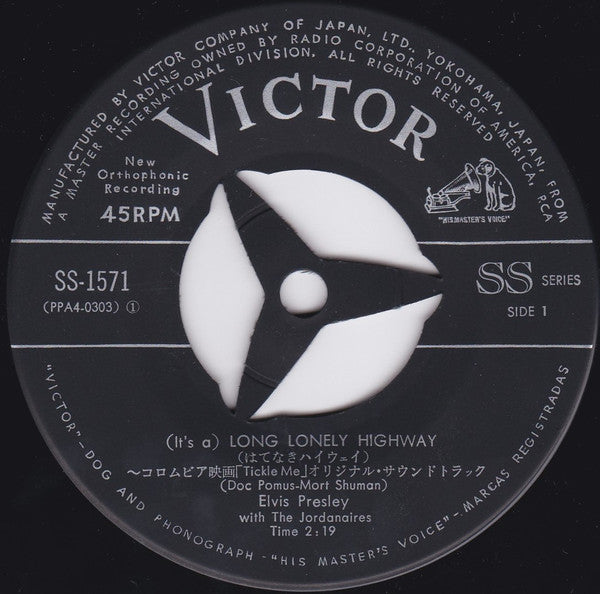 MANUFACTURED BY VICTOR COMPANY OF JAPAN, LTD., YOKOHAMA, JAPAN, FROM
A MASTER RECORDING OWNED BY RADIO CORPORATION OF AMERICA, RCA
INTERNATIONAL DIVISION, ALL RIGHTS RESERVED
VICTOR
New
Orthophonic
Recording
45RPM
"HIS MASTER'S VOICE"
SS-1571
(PPA4-0303) ①
SS SERIES
SIDE 1
(It's a) LONG LONELY HIGHWAY
(はてなきハイウェイ)
〜コロムビア映画「Tickle Me」オリジナル・サウンドトラック
(Doc Pomus-Mort Shuman)
Elvis Presley
with The Jordanaires
Time 2:19
"VICTOR" – DOG AND PHONOGRAPH – "HIS MASTER'S VOICE" – MARCAS REGISTRADAS